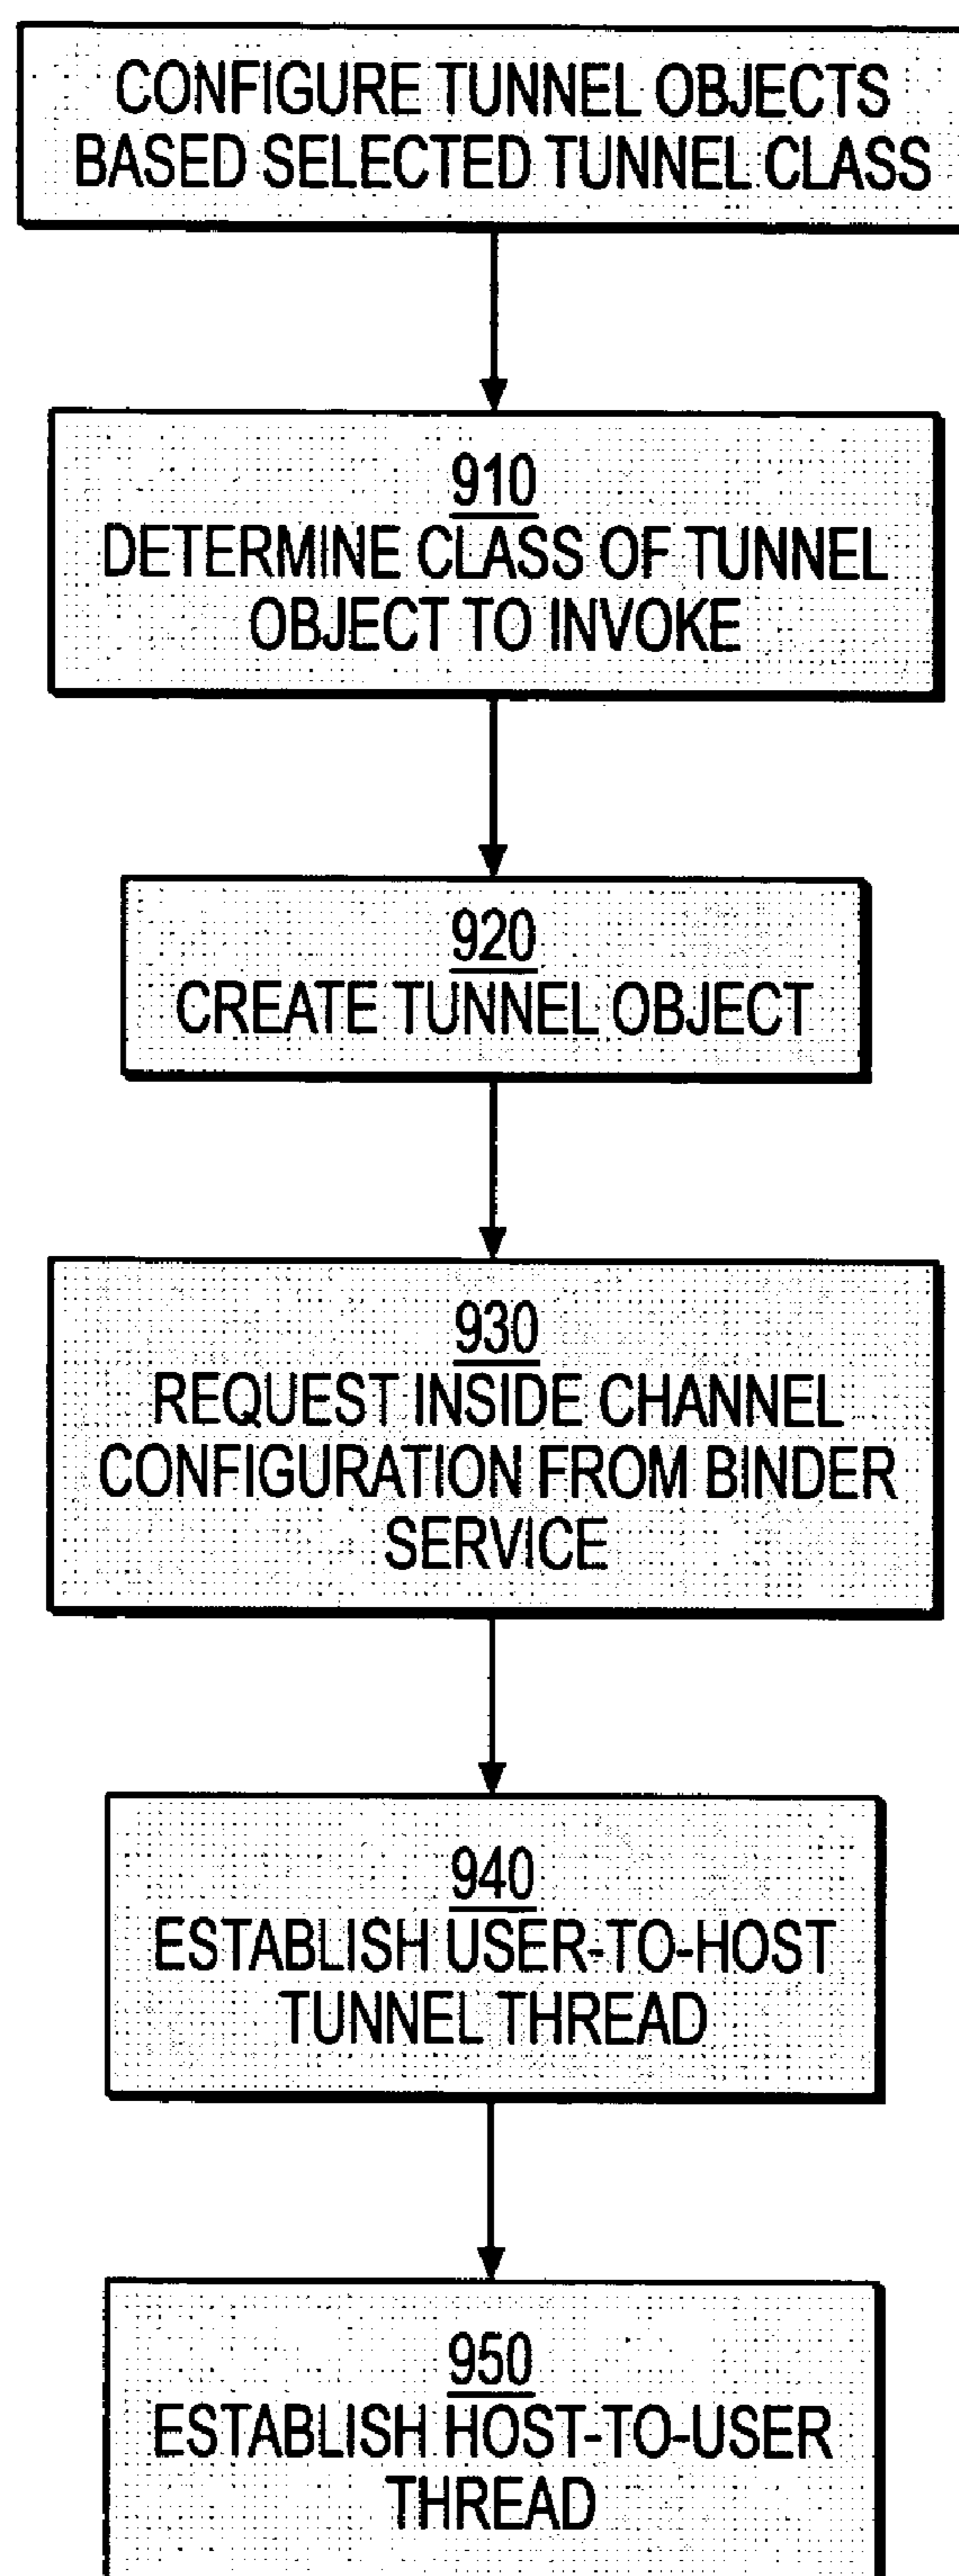 CONFIGURE TUNNEL OBJECTS
BASED SELECTED TUNNEL CLASS
910
DETERMINE CLASS OF TUNNEL
OBJECT TO INVOKE
920
CREATE TUNNEL OBJECT
930
REQUEST INSIDE CHANNEL
CONFIGURATION FROM BINDER
SERVICE
940
ESTABLISH USER-TO-HOST
TUNNEL THREAD
950
ESTABLISH HOST-TO-USER
THREAD